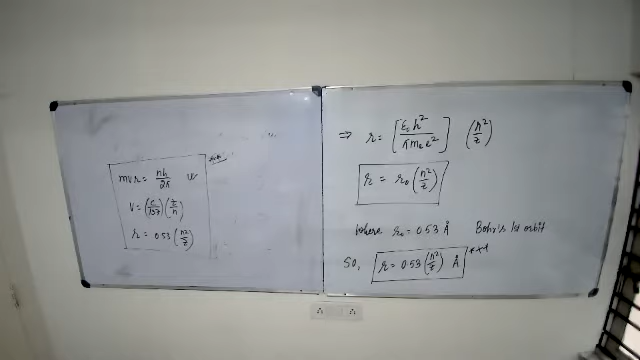 mvr = nh/2π
V = (c/137)(z/n)
r = 0.53 (n²/z)
⇒ r = [ε₀h²/πmₑe²] (n²/z)
r = r₀ (n²/z)
Where r₀ = 0.53 Å Bohr's Ist orbit
So, r = 0.53 (n²/z) Å ***